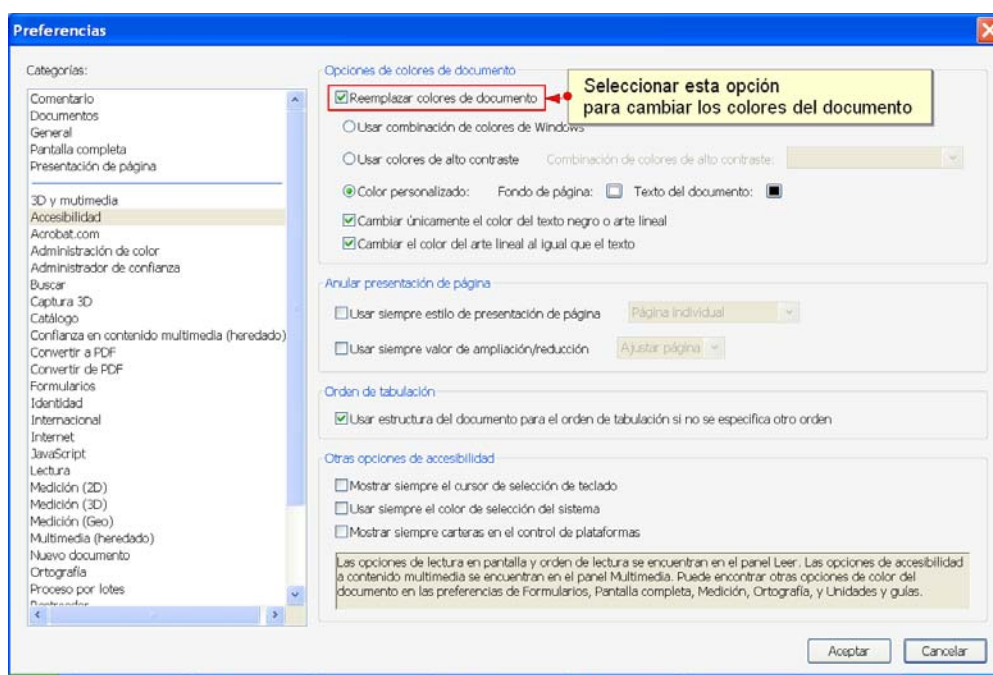 Preferencias
Categorías:
Comentario
Documentos
General
Pantalla completa
Presentación de página
3D y mutimedia
Accesibilidad
Acrobat.com
Administración de color
Administrador de confianza
Buscar
Captura 3D
Catálogo
Confianza en contenido multimedia (heredado)
Convertir a PDF
Convertir de PDF
Formularios
Identidad
Internacional
Internet
JavaScript
Lectura
Medición (2D)
Medición (3D)
Medición (Geo)
Multimedia (heredado)
Nuevo documento
Ortografía
Proceso por lotes
Opciones de colores de documento
Reemplazar colores de documento
Seleccionar esta opción
para cambiar los colores del documento
Usar combinación de colores de Windows
Usar colores de alto contraste Combinación de colores de alto contraste:
Color personalizado: Fondo de página: Texto del documento:
Cambiar únicamente el color del texto negro o arte lineal
Cambiar el color del arte lineal al igual que el texto
Anular presentación de página
Usar siempre estilo de presentación de página Página individual
Usar siempre valor de ampliación/reducción Ajustar página
Orden de tabulación
Usar estructura del documento para el orden de tabulación si no se especifica otro orden
Otras opciones de accesibilidad
Mostrar siempre el cursor de selección de teclado
Usar siempre el color de selección del sistema
Mostrar siempre carteras en el control de plataformas
Las opciones de lectura en pantalla y orden de lectura se encuentran en el panel Leer. Las opciones de accesibilidad
a contenido multimedia se encuentran en el panel Multimedia. Puede encontrar otras opciones de color del
documento en las preferencias de Formularios, Pantalla completa, Medición, Ortografía, y Unidades y guías.
Aceptar Cancelar